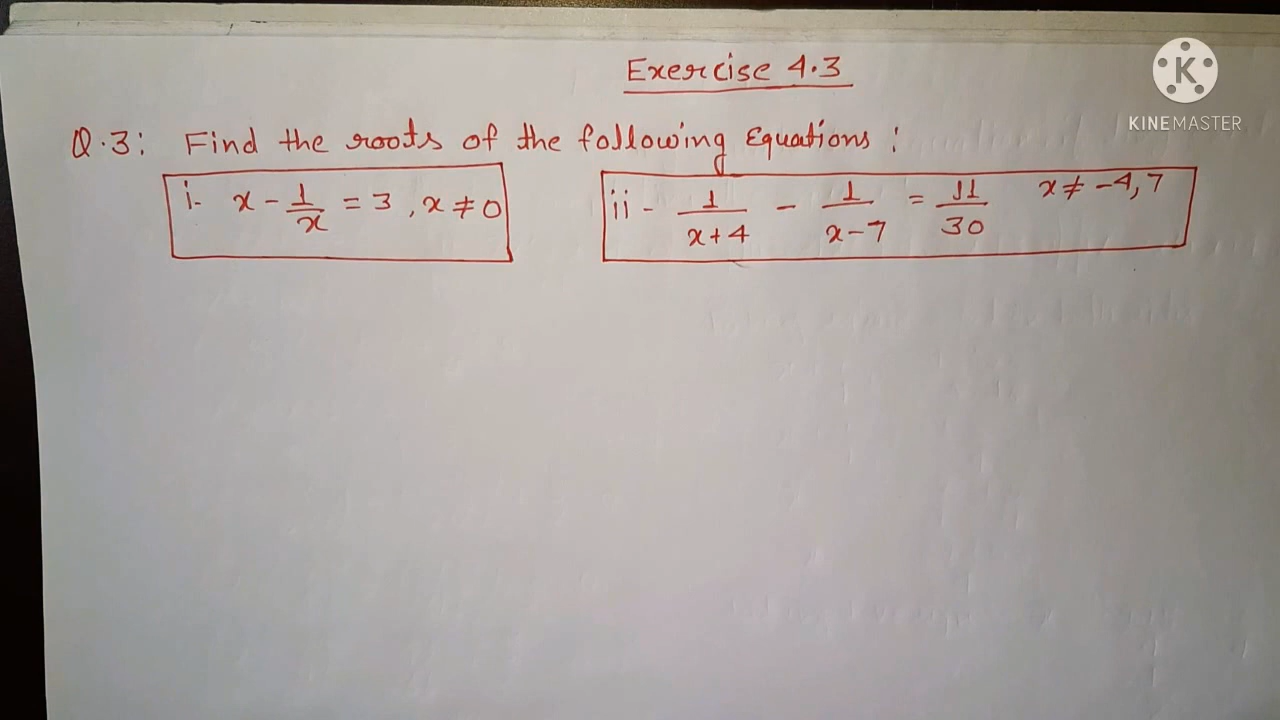 Exercise 4.3
K
KINEMASTER
Q.3: Find the roots of the following Equations :
i- x - 1/x = 3 , x ≠ 0
ii - 1/(x+4) - 1/(x-7) = 11/30 x ≠ -4, 7